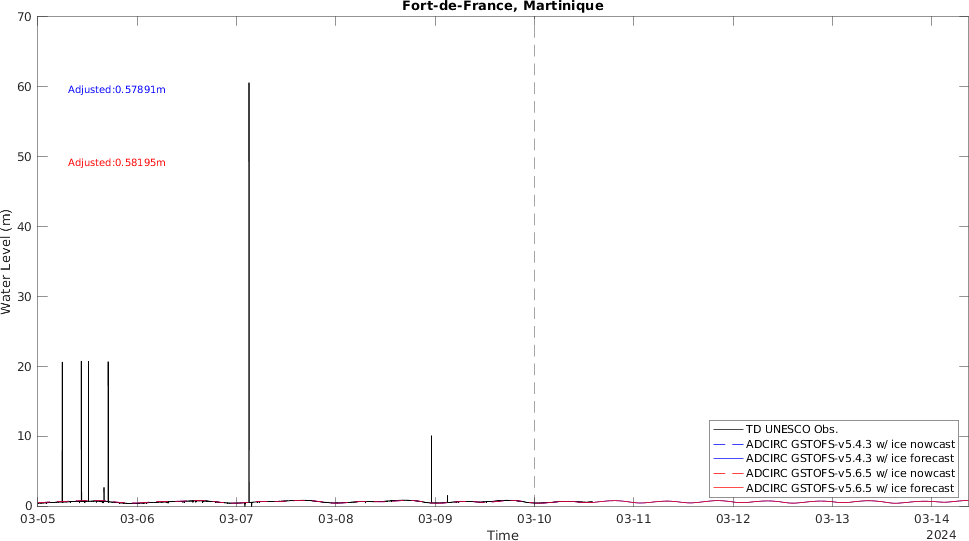 Fort-de-France, Martinique
70
60
50
40
30
20
10
0
Water Level (m)
Adjusted:0.57891m
Adjusted:0.58195m
TD UNESCO Obs.
ADCIRC GSTOFS-v5.4.3 w/ ice nowcast
ADCIRC GSTOFS-v5.4.3 w/ ice forecast
ADCIRC GSTOFS-v5.6.5 w/ ice nowcast
ADCIRC GSTOFS-v5.6.5 w/ ice forecast
03-05 03-06 03-07 03-08 03-09 03-10 03-11 03-12 03-13 03-14
Time
2024